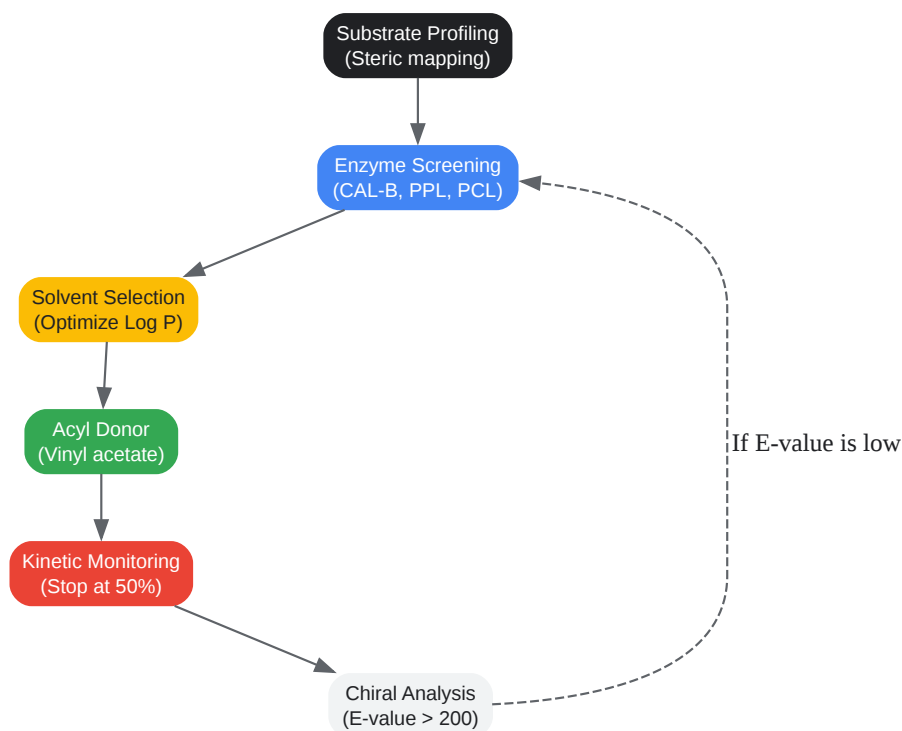 Substrate Profiling
(Steric mapping)
Enzyme Screening
(CAL-B, PPL, PCL)
Solvent Selection
(Optimize Log P)
Acyl Donor
(Vinyl acetate)
If E-value is low
Kinetic Monitoring
(Stop at 50%)
Chiral Analysis
(E-value > 200)